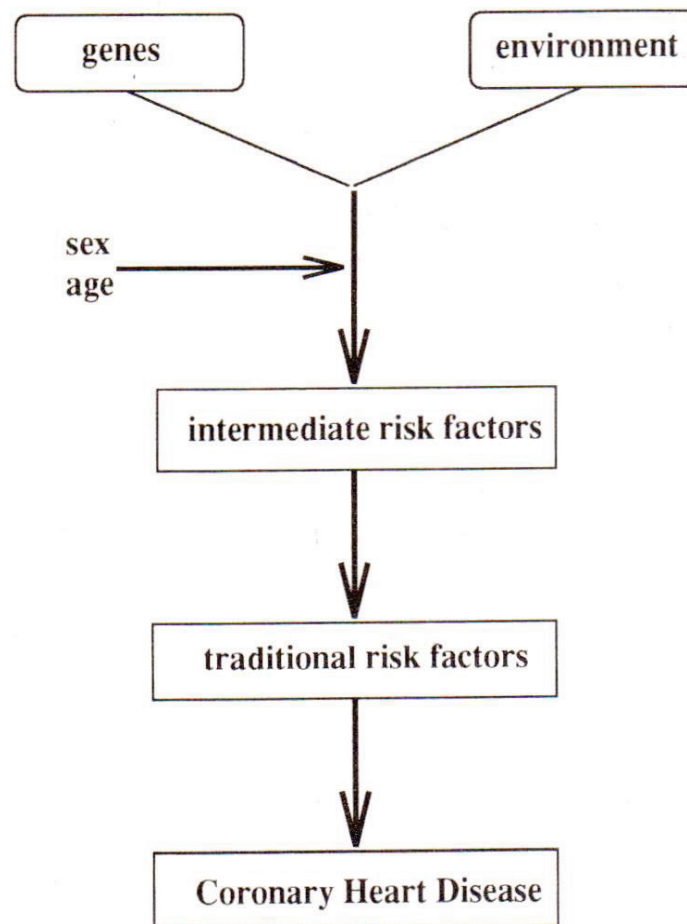 genes
environment
sex
age
intermediate risk factors
traditional risk factors
Coronary Heart Disease